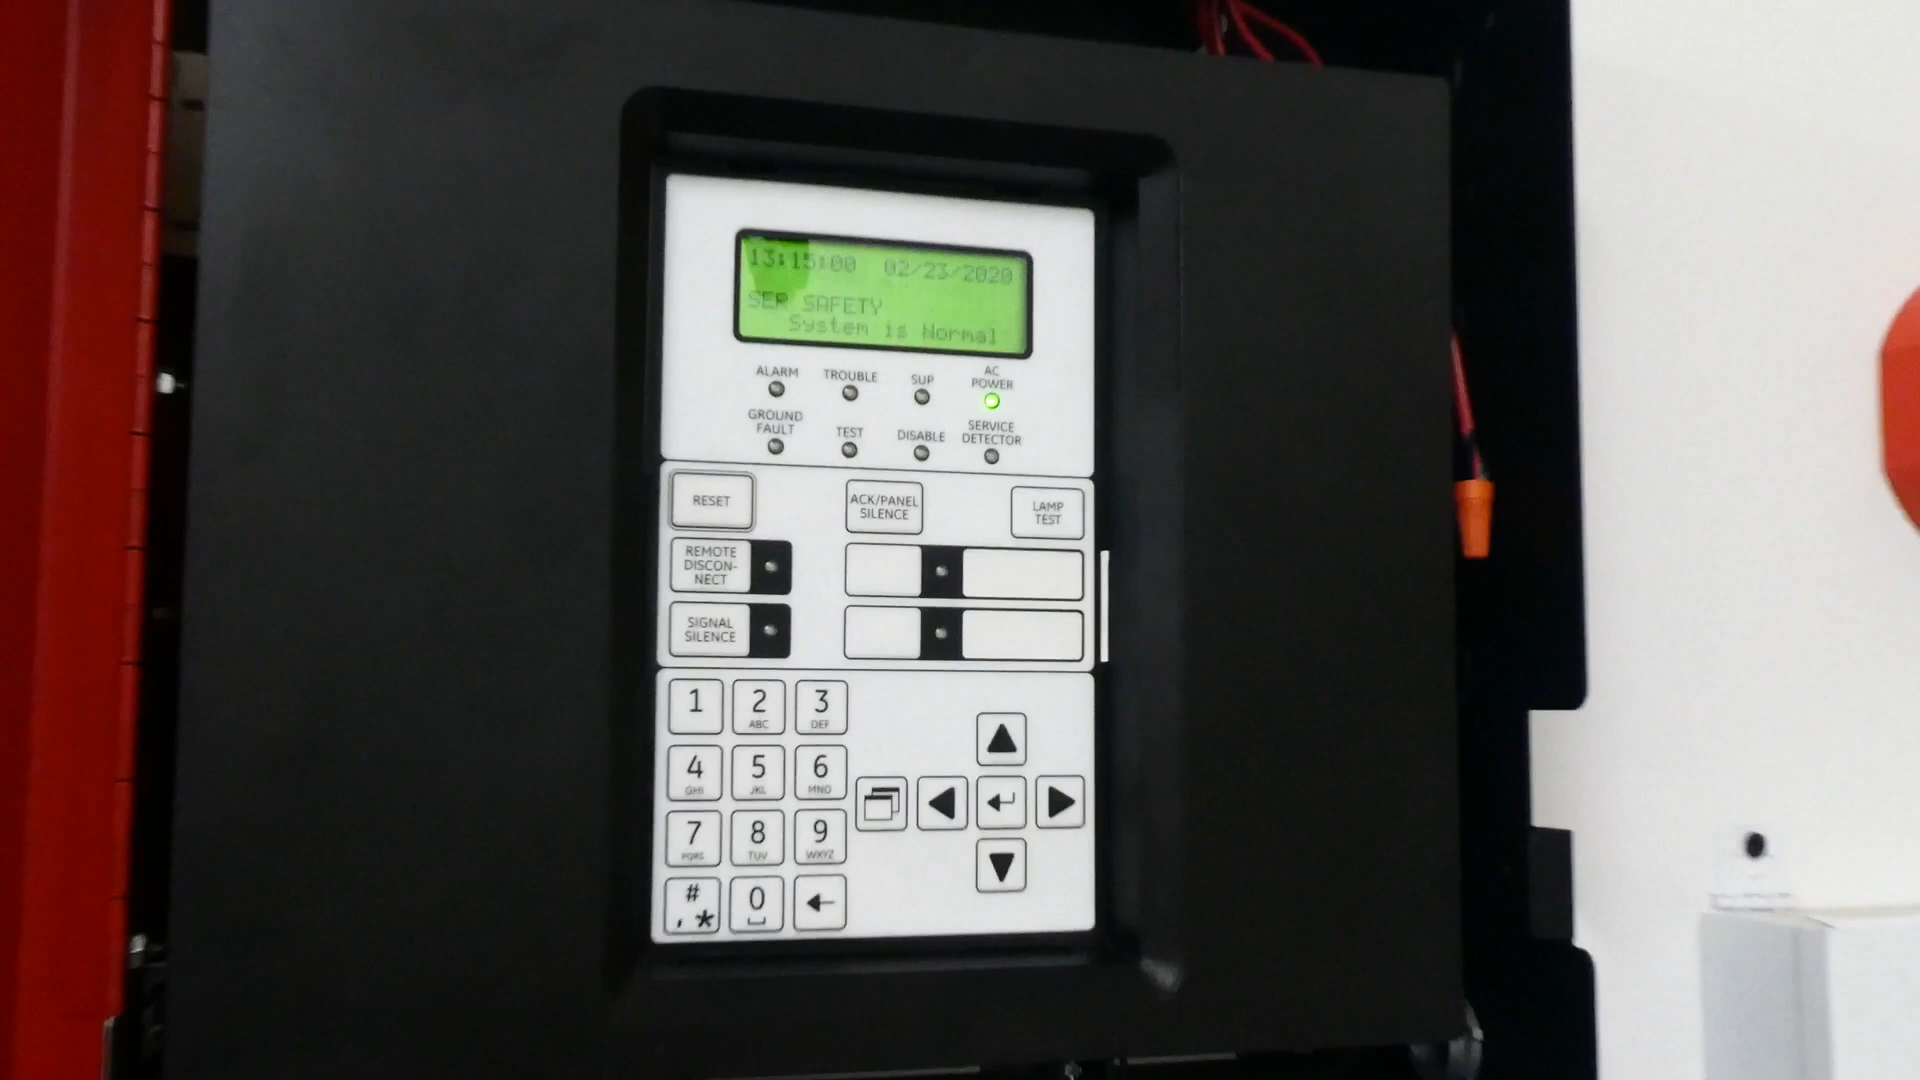 13:15:00 02/23/2020
SER SAFETY
System is Normal
ALARM
TROUBLE
SUP
AC
POWER
GROUND
FAULT
TEST
DISABLE
SERVICE
DETECTOR
RESET
ACK/PANEL
SILENCE
LAMP
TEST
REMOTE
DISCON-
NECT
SIGNAL
SILENCE
1
2
ABC
3
DEF
4
GHI
5
JKL
6
MNO
7
PQRS
8
TUV
9
WXYZ
#
, *
0